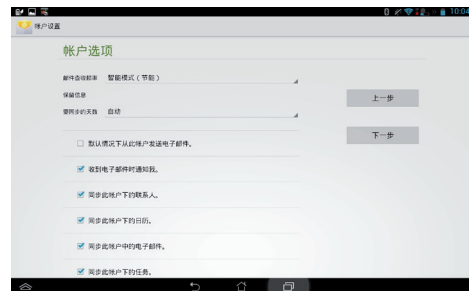 10:04
帐户设置
帐户选项
邮件查收频率 智能模式（节能）
保留信息
要同步的天数 自动
上一步
下一步
默认情况下从此帐户发送电子邮件。
收到电子邮件时通知我。
同步此帐户下的联系人。
同步此帐户下的日历。
同步此帐户中的电子邮件。
同步此帐户下的任务。